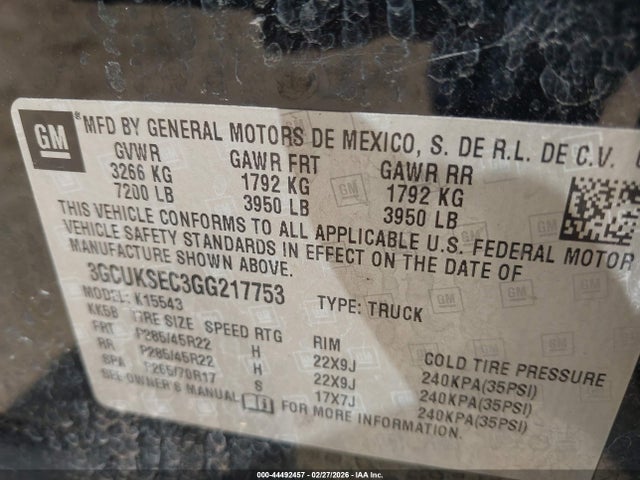 GM ® MFD BY GENERAL MOTORS DE MEXICO, S. DE R.L. DE C.V.
GVWR GAWR FRT GAWR RR
3266 KG 1792 KG 1792 KG
7200 LB 3950 LB 3950 LB
THIS VEHICLE CONFORMS TO ALL APPLICABLE U.S. FEDERAL MOTOR
VEHICLE SAFETY STANDARDS IN EFFECT ON THE DATE OF
MANUFACTURE SHOWN ABOVE.
3GCUKSEC3GG217753 TYPE: TRUCK
MODEL: K15543
KK5B TIRE SIZE SPEED RTG RIM COLD TIRE PRESSURE
FRT P285/45R22 H 22X9J 240KPA(35PSI)
RR P285/45R22 H 22X9J 240KPA(35PSI)
SPA P265/70R17 S 17X7J 240KPA(35PSI)
SEE OWNER'S MANUAL FOR MORE INFORMATION.
000-44492457 - 02/27/2026 - IAA Inc.